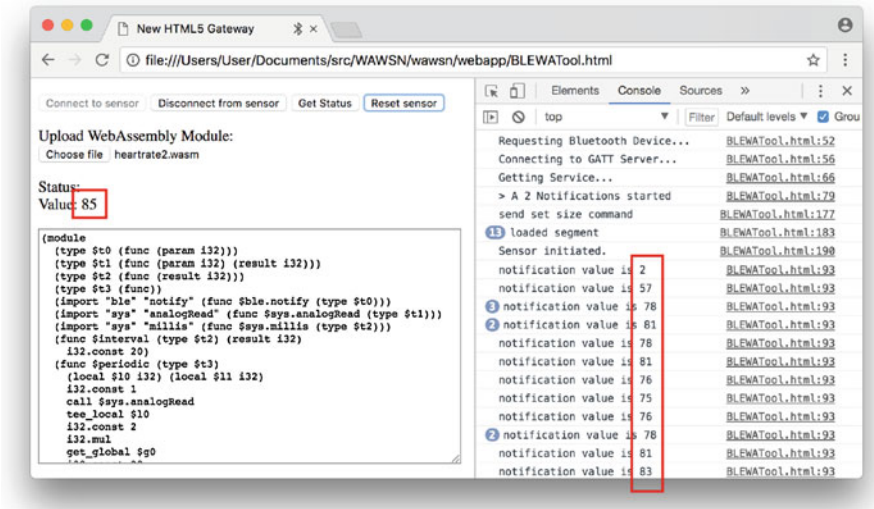 New HTML5 Gateway
file:///Users/User/Documents/src/WAWSN/wawsn/webapp/BLEWATool.html
Connect to sensor Disconnect from sensor Get Status Reset sensor
Upload WebAssembly Module:
Choose file heartrate2.wasm
Status:
Value: 85
(module
(type $t0 (func (param i32)))
(type $t1 (func (param i32) (result i32)))
(type $t2 (func (result i32)))
(type $t3 (func))
(import "ble" "notify" (func $ble.notify (type $t0)))
(import "sys" "analogRead" (func $sys.analogRead (type $t1)))
(import "sys" "millis" (func $sys.millis (type $t2)))
(func $interval (type $t2) (result i32)
i32.const 20)
(func $periodic (type $t3)
(local $l0 i32) (local $l1 i32)
i32.const 1
call $sys.analogRead
tee_local $l0
i32.const 2
i32.mul
get_global $g0
Elements Console Sources »
top Filter Default levels ▼ Grou
Requesting Bluetooth Device... BLEWATool.html:52
Connecting to GATT Server... BLEWATool.html:56
Getting Service... BLEWATool.html:66
> A 2 Notifications started BLEWATool.html:79
send set size command BLEWATool.html:177
13 loaded segment BLEWATool.html:183
Sensor initiated. BLEWATool.html:190
notification value is 2 BLEWATool.html:93
notification value is 57 BLEWATool.html:93
3 notification value is 78 BLEWATool.html:93
2 notification value is 81 BLEWATool.html:93
notification value is 78 BLEWATool.html:93
notification value is 81 BLEWATool.html:93
notification value is 76 BLEWATool.html:93
notification value is 75 BLEWATool.html:93
notification value is 76 BLEWATool.html:93
2 notification value is 78 BLEWATool.html:93
notification value is 81 BLEWATool.html:93
notification value is 83 BLEWATool.html:93